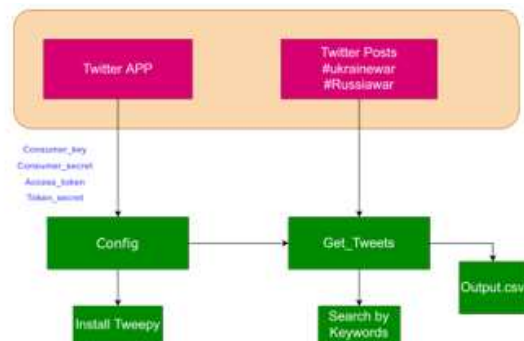 Twitter APP
Twitter Posts
#ukrainewar
#Russiawar
Consumer_key
Consumer_secret
Access_token
Token_secret
Config
Get_Tweets
Output.csv
Install Tweepy
Search by
Keywords